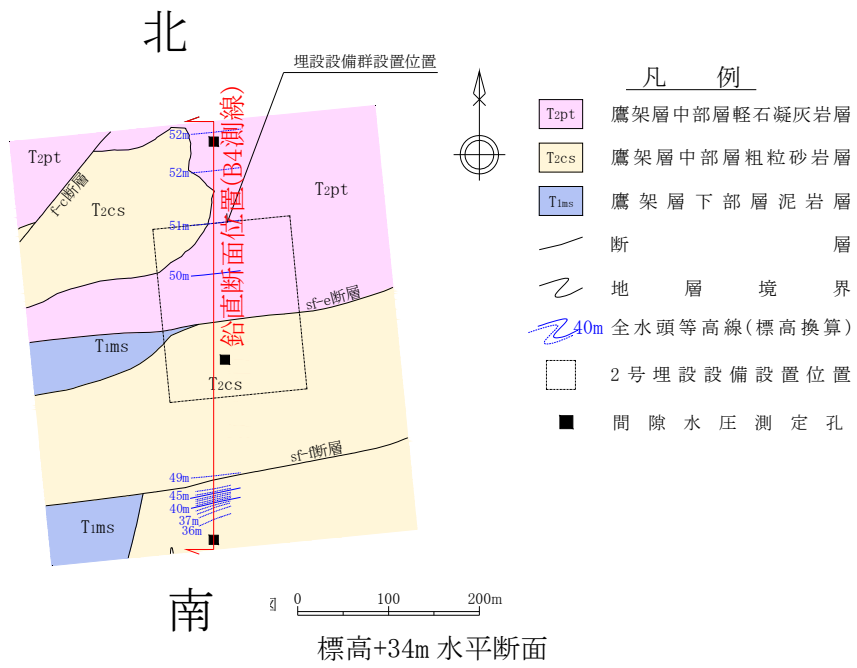 北
埋設設備群設置位置
鉛直断面位置(B4測線)
52m
52m
51m
50m
49m
45m
40m
37m
36m
T2pt
f-c断層
T2cs
T2pt
sf-e断層
T1ms
T2cs
sf-f断層
T1ms
南
凡 例
T2pt 鷹架層中部層軽石凝灰岩層
T2cs 鷹架層中部層粗粒砂岩層
T1ms 鷹架層下部層泥岩層
断層
地層境界
40m 全水頭等高線(標高換算)
2号埋設設備設置位置
間隙水圧測定孔
0 100 200m
標高+34m 水平断面